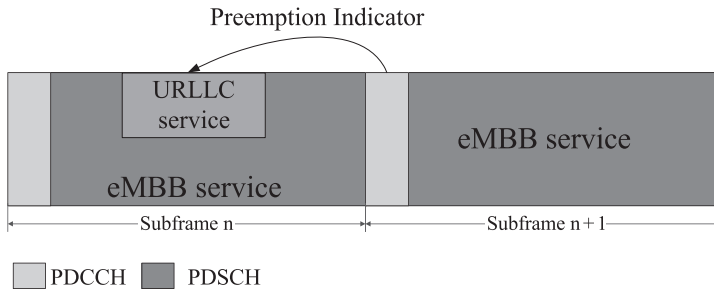 Preemption Indicator
URLLC
service
eMBB service
eMBB service
Subframe n
Subframe n + 1
PDCCH
PDSCH